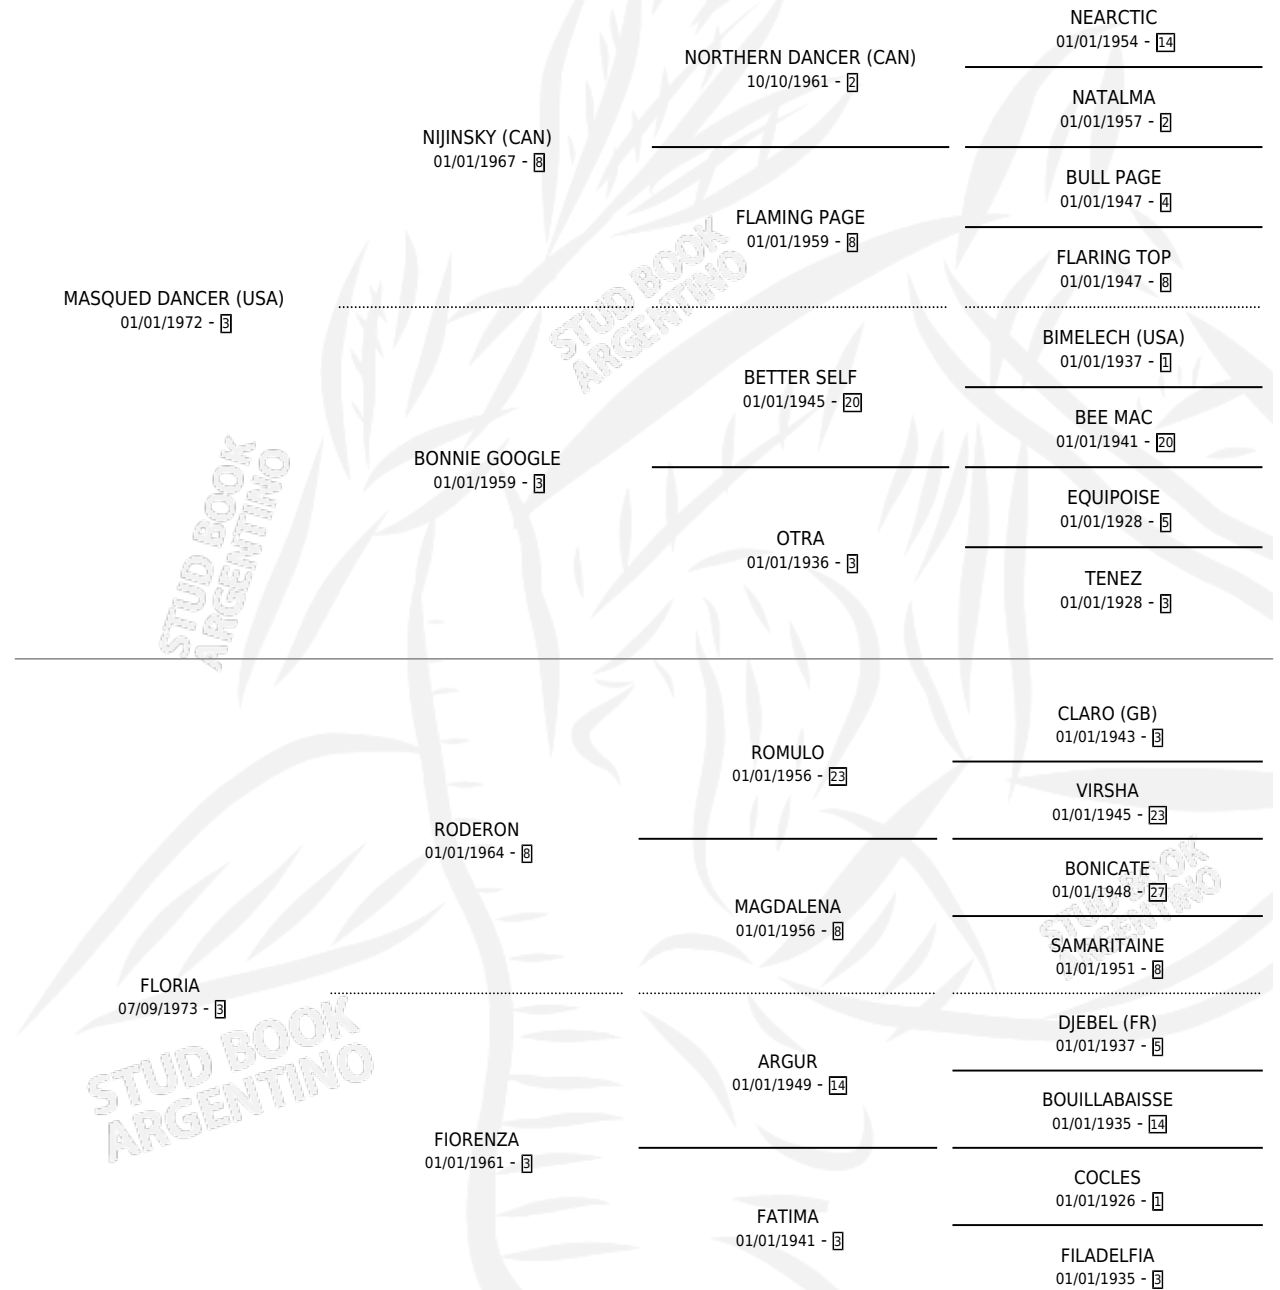 NEARCTIC
01/01/1954 - 14
NORTHERN DANCER (CAN)
10/10/1961 - 2
NATALMA
01/01/1957 - 2
NIJINSKY (CAN)
01/01/1967 - 8
BULL PAGE
01/01/1947 - 4
FLAMING PAGE
01/01/1959 - 8
FLARING TOP
01/01/1947 - 8
MASQUED DANCER (USA)
01/01/1972 - 3
BIMELECH (USA)
01/01/1937 - 1
BETTER SELF
01/01/1945 - 20
BEE MAC
01/01/1941 - 20
BONNIE GOOGLE
01/01/1959 - 3
EQUIPOISE
01/01/1928 - 5
OTRA
01/01/1936 - 3
TENEZ
01/01/1928 - 3
CLARO (GB)
01/01/1943 - 3
ROMULO
01/01/1956 - 23
VIRSHA
01/01/1945 - 23
RODERON
01/01/1964 - 8
BONICATE
01/01/1948 - 27
MAGDALENA
01/01/1956 - 8
SAMARITAINE
01/01/1951 - 8
FLORIA
07/09/1973 - 3
DJEBEL (FR)
01/01/1937 - 5
ARGUR
01/01/1949 - 14
BOUILLABAISSE
01/01/1935 - 14
FIORENZA
01/01/1961 - 3
COCLES
01/01/1926 - 1
FATIMA
01/01/1941 - 3
FILADELFIA
01/01/1935 - 3
STUD BOOK
ARGENTINO
STUD BOOK
ARGENTINO
STUD BOOK
ARGENTINO
STUD BOOK
ARGENTINO